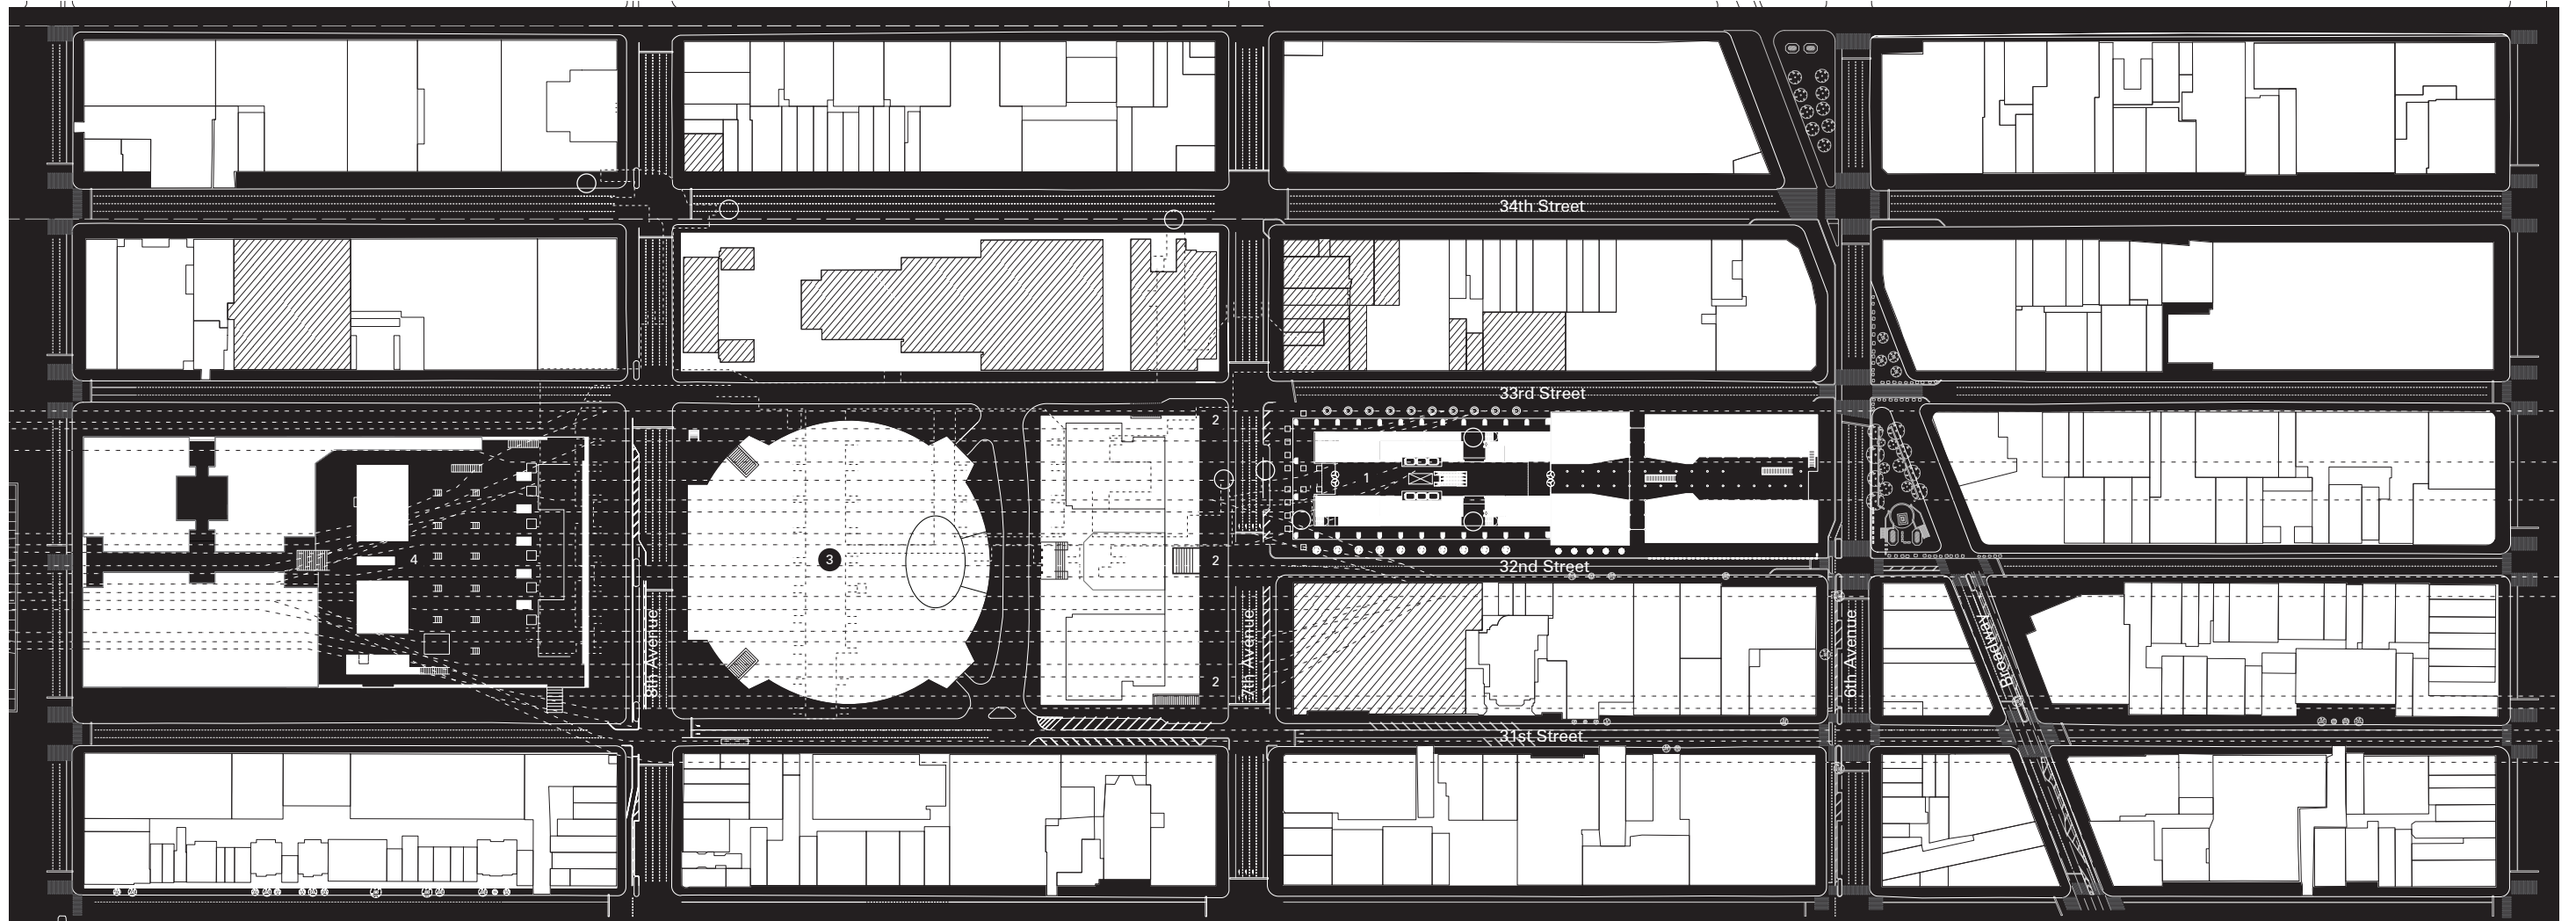 34th Street
33rd Street
2
1
3
4
2
32nd Street
8th Avenue
7th Avenue
6th Avenue
Broadway
2
31st Street